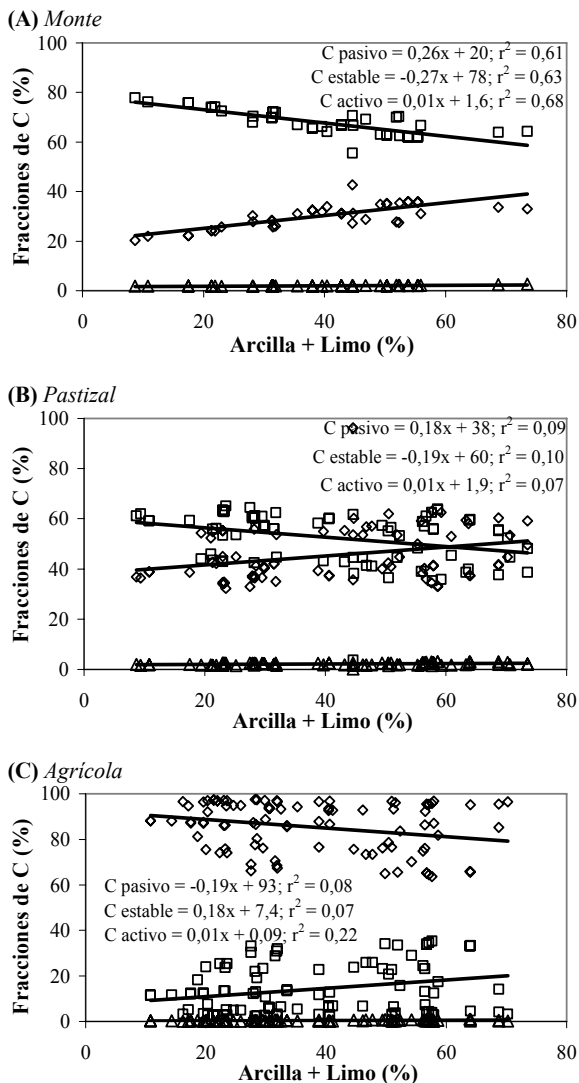 (A) Monte
C pasivo = 0,26x + 20; r² = 0,61
C estable = -0,27x + 78; r² = 0,63
C activo = 0,01x + 1,6; r² = 0,68
Fracciones de C (%)
100
80
60
40
20
0
0 20 40 60 80
Arcilla + Limo (%)
(B) Pastizal
C pasivo = 0,18x + 38; r² = 0,09
C estable = -0,19x + 60; r² = 0,10
C activo = 0,01x + 1,9; r² = 0,07
Fracciones de C (%)
100
80
60
40
20
0
0 20 40 60 80
Arcilla + Limo (%)
(C) Agrícola
C pasivo = -0,19x + 93; r² = 0,08
C estable = 0,18x + 7,4; r² = 0,07
C activo = 0,01x + 0,09; r² = 0,22
Fracciones de C (%)
100
80
60
40
20
0
0 20 40 60 80
Arcilla + Limo (%)